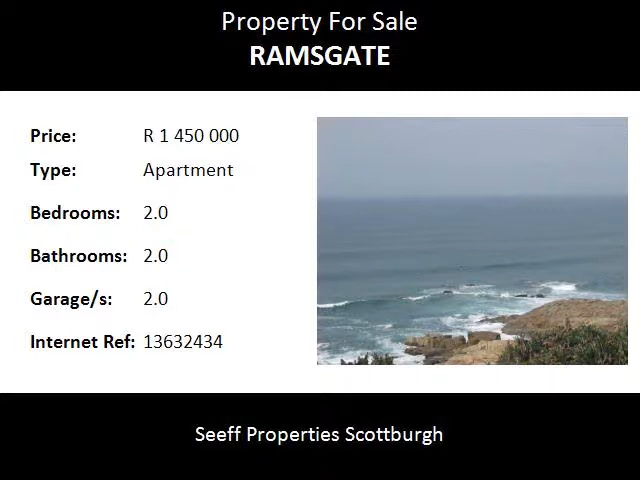 Property For Sale
RAMSGATE
Price: R 1 450 000
Type: Apartment
Bedrooms: 2.0
Bathrooms: 2.0
Garage/s: 2.0
Internet Ref: 13632434
Seeff Properties Scottburgh